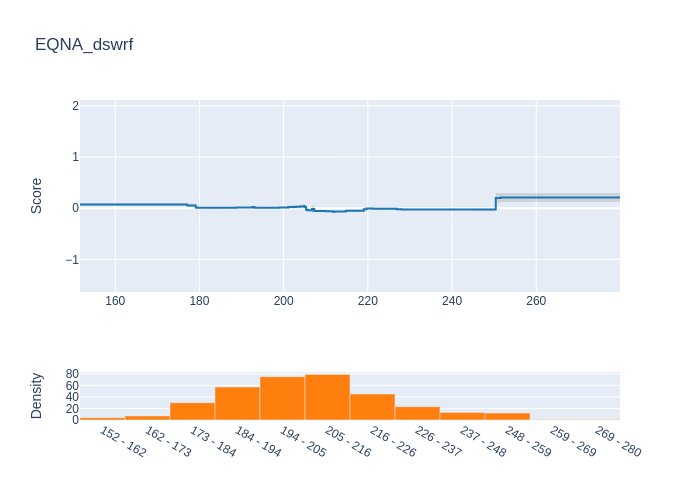 EQNA_dswrf
Score
2
1
0
−1
160
180
200
220
240
260
Density
80
60
40
20
0
152 - 162
162 - 173
173 - 184
184 - 194
194 - 205
205 - 216
216 - 226
226 - 237
237 - 248
248 - 259
259 - 269
269 - 280